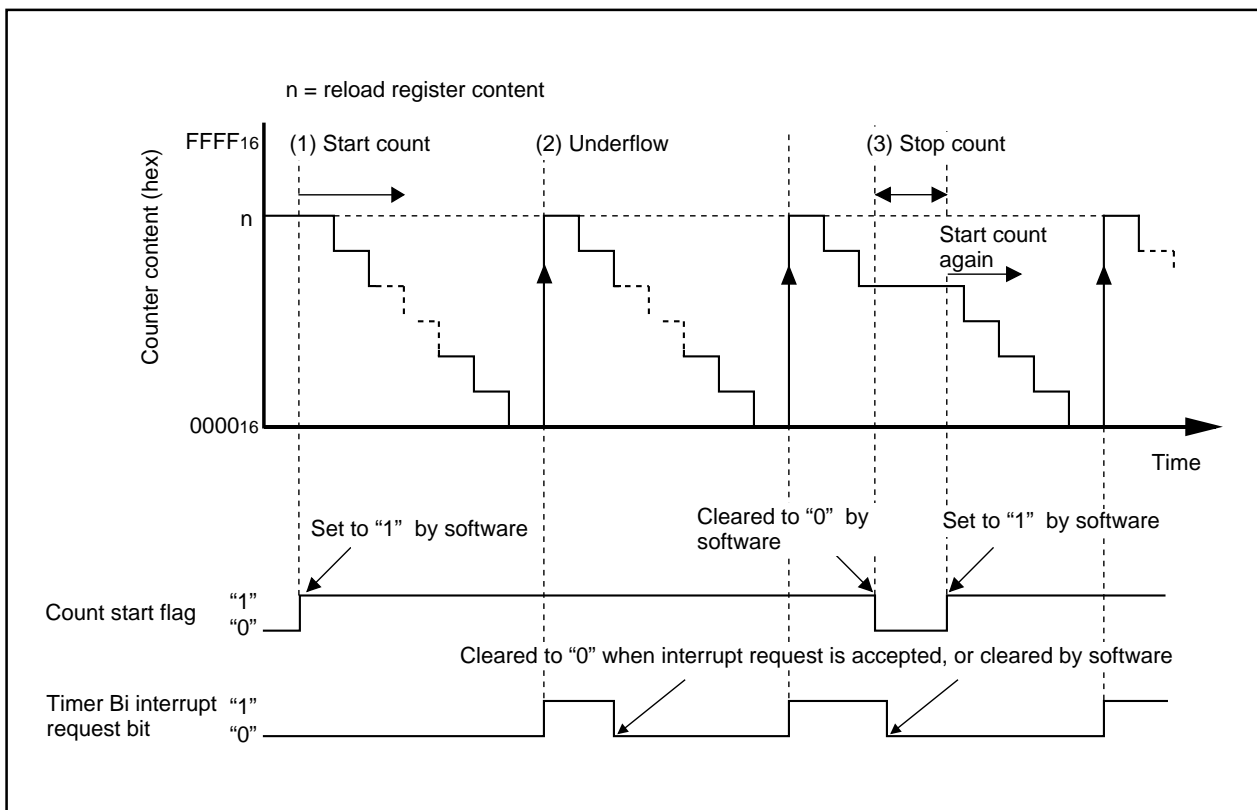 n = reload register content
FFFF16
(1) Start count
(2) Underflow
(3) Stop count
Counter content (hex)
n
Start count
again
000016
Time
Set to “1” by software
Cleared to “0” by
software
Set to “1” by software
Count start flag
“1”
“0”
Cleared to “0” when interrupt request is accepted, or cleared by software
Timer Bi interrupt
request bit
“1”
“0”